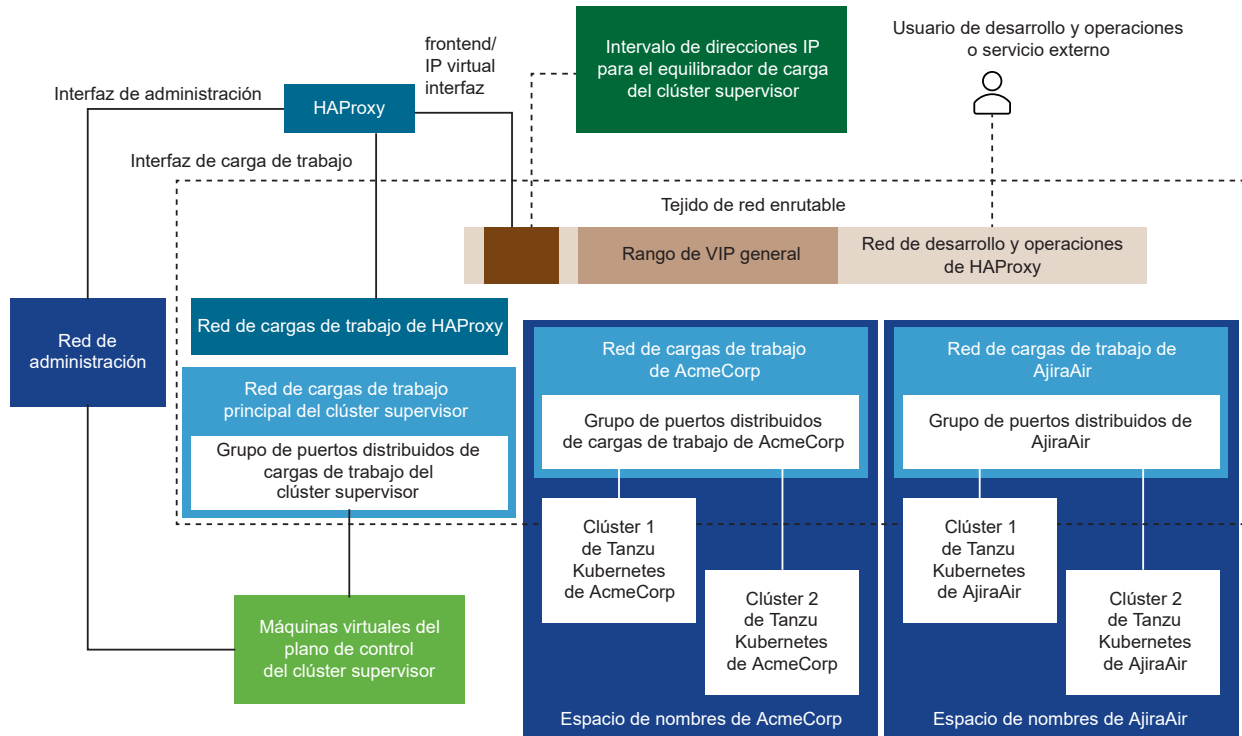 frontend/
IP virtual
interfaz
Intervalo de direcciones IP
para el equilibrador de carga
del clúster supervisor
Usuario de desarrollo y operaciones
o servicio externo
Interfaz de administración
HAProxy
Interfaz de carga de trabajo
Tejido de red enrutable
Rango de VIP general
Red de desarrollo y operaciones
de HAProxy
Red de
administración
Red de cargas de trabajo de HAProxy
Red de cargas de trabajo
principal del clúster supervisor
Grupo de puertos distribuidos de
cargas de trabajo del
clúster supervisor
Máquinas virtuales del
plano de control
del clúster supervisor
Red de cargas de trabajo
de AcmeCorp
Grupo de puertos distribuidos
de cargas de trabajo de AcmeCorp
Clúster 1
de Tanzu
Kubernetes
de AcmeCorp
Clúster 2
de Tanzu
Kubernetes
de AcmeCorp
Espacio de nombres de AcmeCorp
Red de cargas de trabajo de
AjiraAir
Grupo de puertos distribuidos de
AjiraAir
Clúster 1
de Tanzu
Kubernetes
de AjiraAir
Clúster 2
de Tanzu
Kubernetes
de AjiraAir
Espacio de nombres de AjiraAir